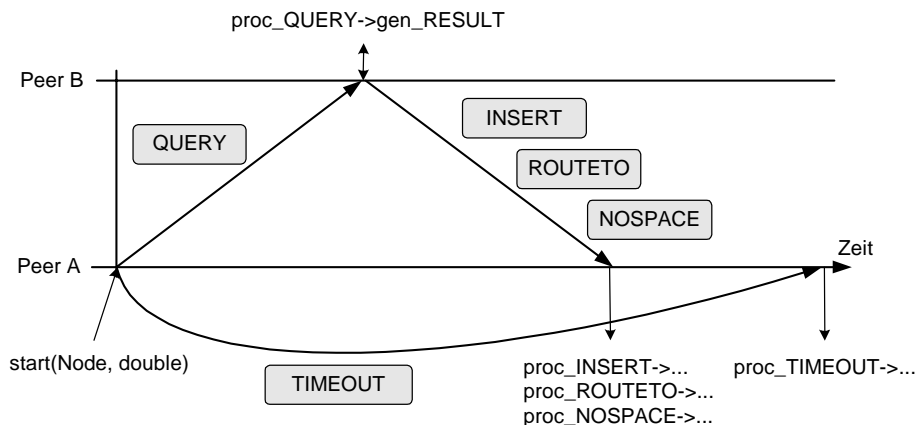 proc_QUERY->gen_RESULT
Peer B
QUERY
INSERT
ROUTETO
NOSPACE
Peer A
Zeit
start(Node, double)
TIMEOUT
proc_INSERT->...
proc_ROUTETO->...
proc_NOSPACE->...
proc_TIMEOUT->...